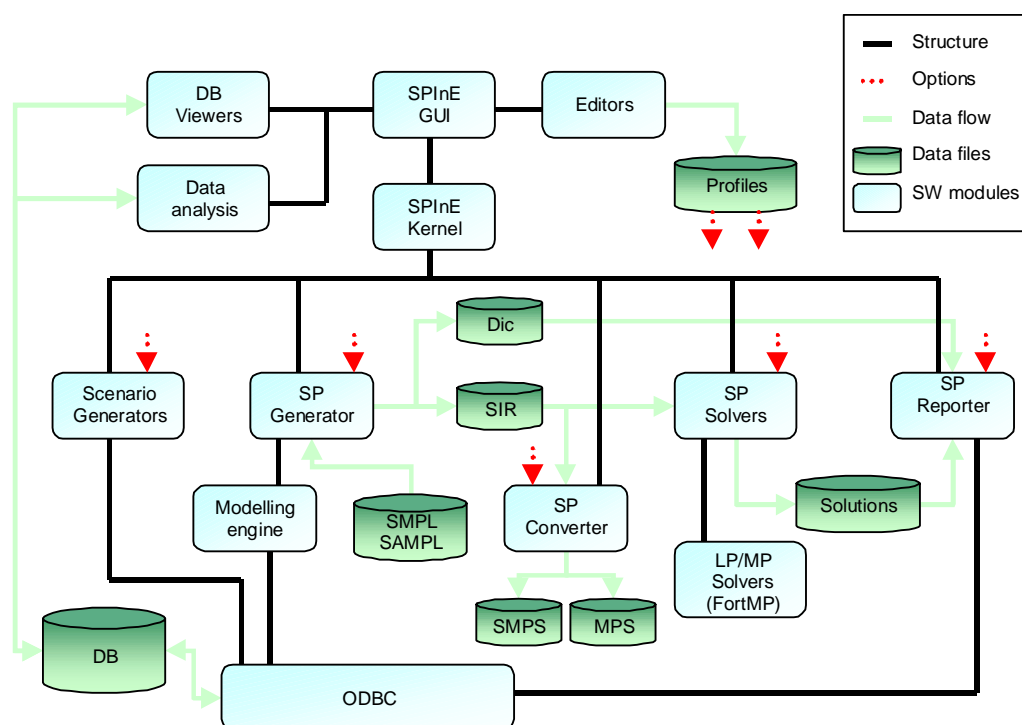 Structure
Options
Data flow
Data files
SW modules
DB
Viewers
SPInE
GUI
Editors
Data
analysis
SPInE
Kernel
Profiles
Dic
Scenario
Generators
SP
Generator
SIR
SP
Solvers
SP
Reporter
Modelling
engine
SMPL
SAMPL
SP
Converter
Solutions
LP/MP
Solvers
(FortMP)
SMPS
MPS
DB
ODBC